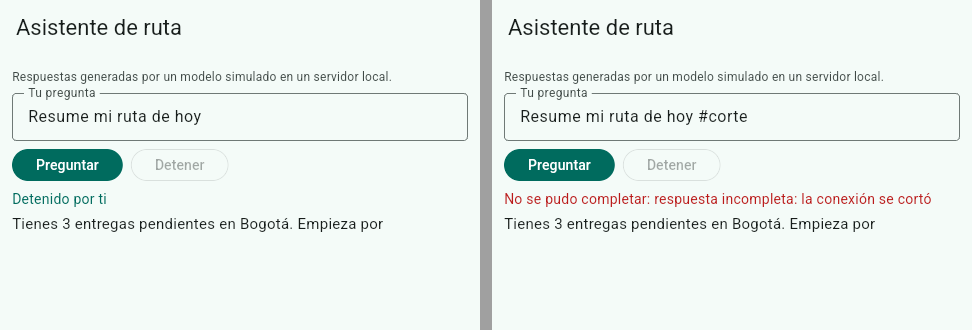 Asistente de ruta
Respuestas generadas por un modelo simulado en un servidor local.
Tu pregunta
Resume mi ruta de hoy
Preguntar
Detener
Detenido por ti
Tienes 3 entregas pendientes en Bogotá. Empieza por
Asistente de ruta
Respuestas generadas por un modelo simulado en un servidor local.
Tu pregunta
Resume mi ruta de hoy #corte
Preguntar
Detener
No se pudo completar: respuesta incompleta: la conexión se cortó
Tienes 3 entregas pendientes en Bogotá. Empieza por